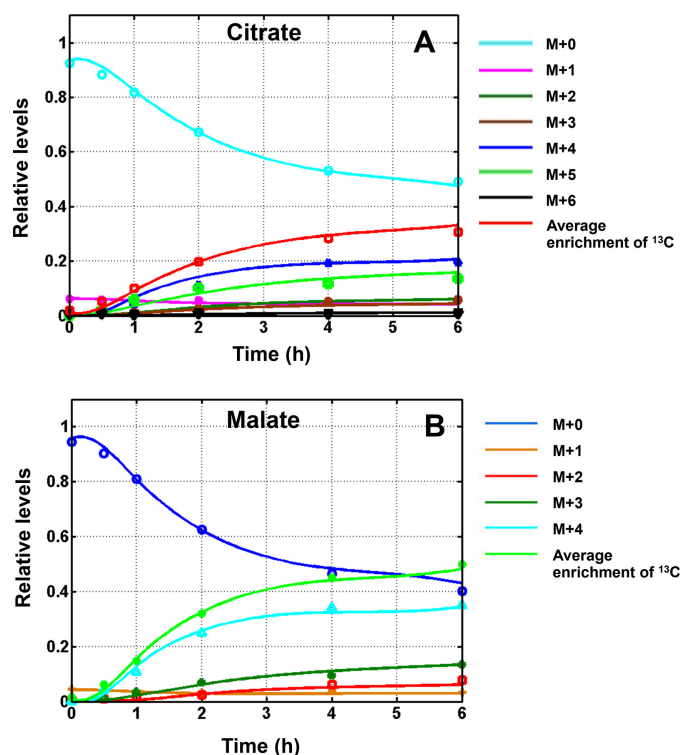 Citrate
A
Relative levels
1
0.8
0.6
0.4
0.2
0
0
1
2
3
4
5
6
Time (h)
M+0
M+1
M+2
M+3
M+4
M+5
M+6
Average
enrichment of ¹³C
Malate
B
Relative levels
1
0.8
0.6
0.4
0.2
0
0
1
2
3
4
5
6
Time (h)
M+0
M+1
M+2
M+3
M+4
Average
enrichment of ¹³C